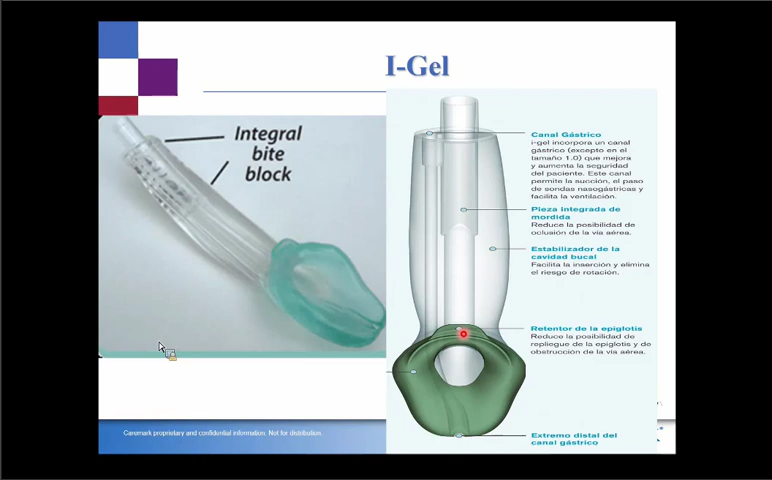 I-Gel
Integral
bite
block
Canal Gástrico
i-gel incorpora un canal
gástrico (excepto en el
tamaño 1.0) que mejora
y aumenta la seguridad
del paciente. Este canal
permite la succión, el paso
de sondas nasogástricas y
facilita la ventilación.
Pieza integrada de
mordida
Reduce la posibilidad de
oclusión de la vía aérea.
Estabilizador de la
cavidad bucal
Facilita la inserción y elimina
el riesgo de rotación.
Retentor de la epiglotis
Reduce la posibilidad de
repliegue de la epiglotis y de
obstrucción de la vía aérea.
Extremo distal del
canal gástrico
Caremark proprietary and confidential information. Not for distribution.